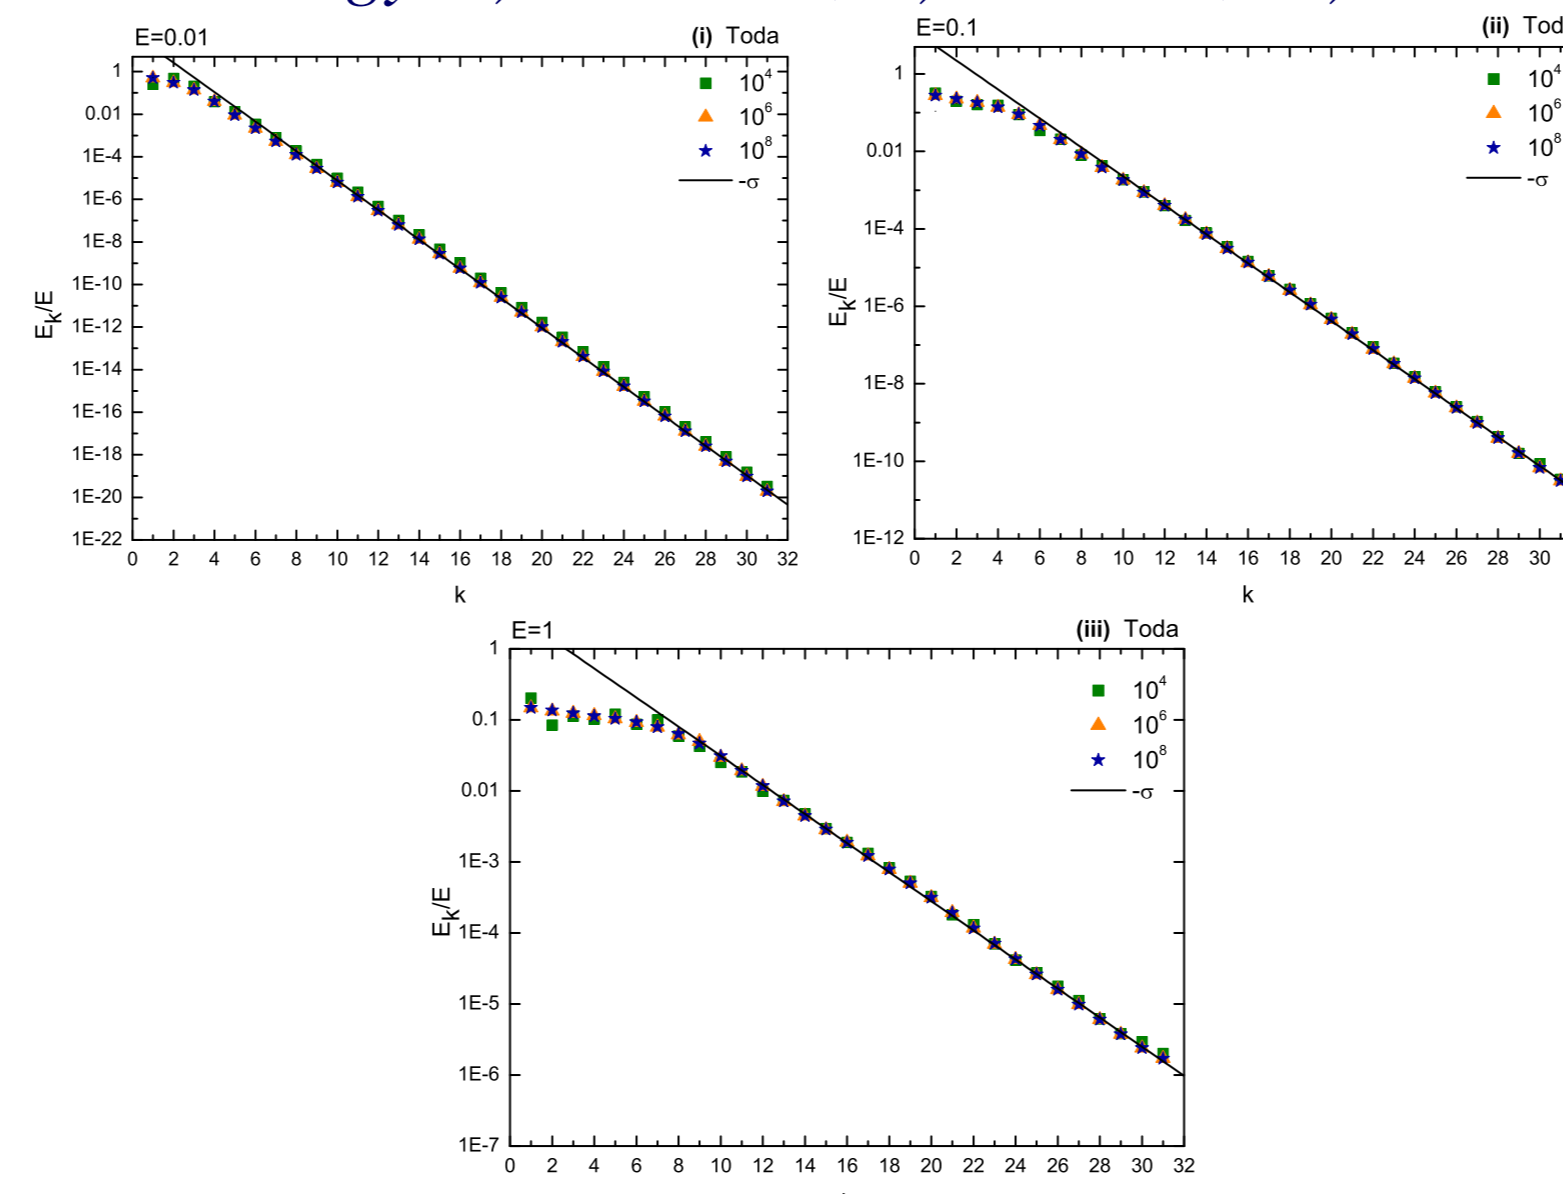 E=0.01
(i) Toda
10^4
10^6
10^8
-σ
1
0.01
1E-4
1E-6
1E-8
1E-10
1E-12
1E-14
1E-16
1E-18
1E-20
1E-22
E_k/E
0 2 4 6 8 10 12 14 16 18 20 22 24 26 28 30 32
k
E=0.1
(ii) Tod
10^4
10^6
10^8
-σ
1
0.01
1E-4
1E-6
1E-8
1E-10
1E-12
E_k/E
0 2 4 6 8 10 12 14 16 18 20 22 24 26 28 30
k
E=1
(iii) Toda
10^4
10^6
10^8
-σ
1
0.1
0.01
1E-3
1E-4
1E-5
1E-6
1E-7
E_k/E
0 2 4 6 8 10 12 14 16 18 20 22 24 26 28 30 32